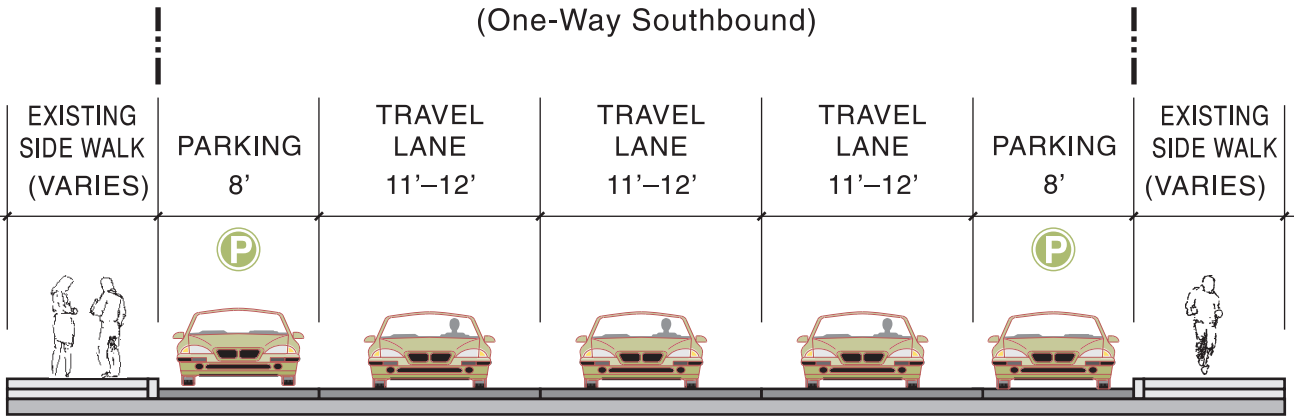 (One-Way Southbound)
EXISTING
SIDE WALK
(VARIES)
PARKING
8’
TRAVEL
LANE
11’–12’
TRAVEL
LANE
11’–12’
TRAVEL
LANE
11’–12’
PARKING
8’
EXISTING
SIDE WALK
(VARIES)
P
P